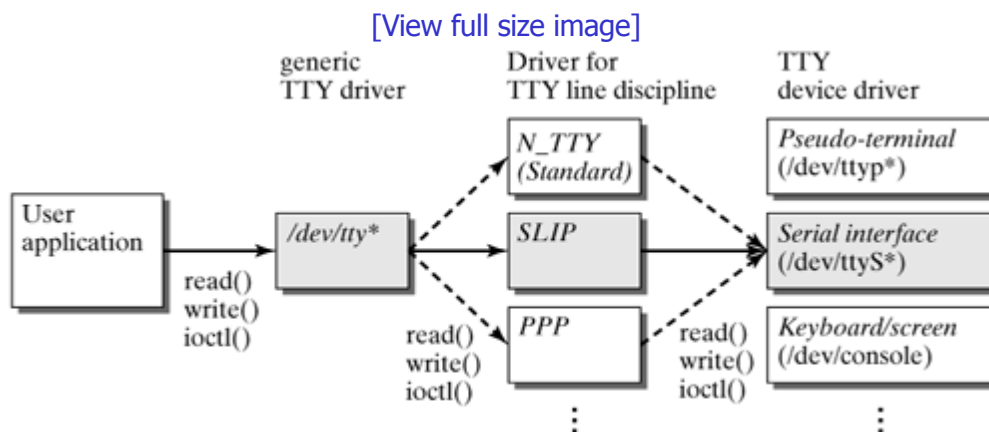 [View full size image]
generic
TTY driver
Driver for
TTY line discipline
TTY
device driver
User
application
read()
write()
ioctl()
/dev/tty*
read()
write()
ioctl()
N_TTY
(Standard)
SLIP
PPP
read()
write()
ioctl()
Pseudo-terminal
(/dev/ttyp*)
Serial interface
(/dev/ttyS*)
Keyboard/screen
(/dev/console)